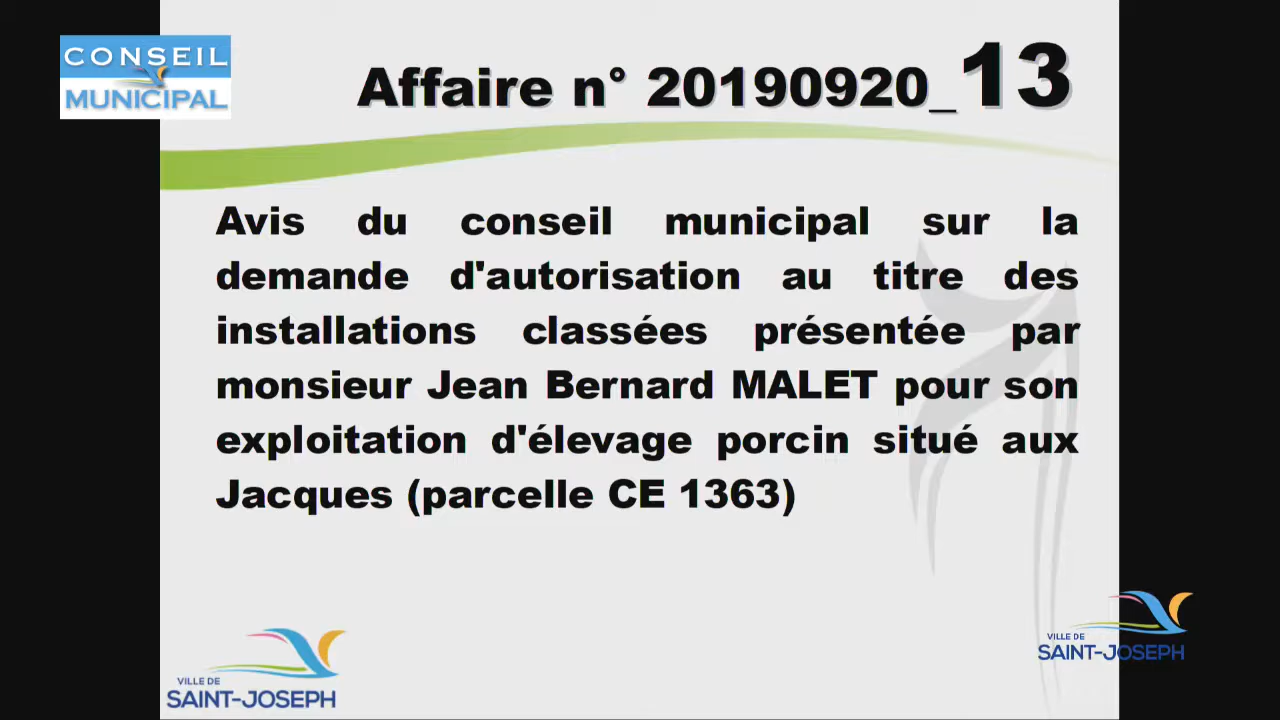 CONSEIL
MUNICIPAL
Affaire n° 20190920_13
Avis du conseil municipal sur la
demande d'autorisation au titre des
installations classées présentée par
monsieur Jean Bernard MALET pour son
exploitation d'élevage porcin situé aux
Jacques (parcelle CE 1363)
VILLE DE
SAINT-JOSEPH
VILLE DE
SAINT-JOSEPH